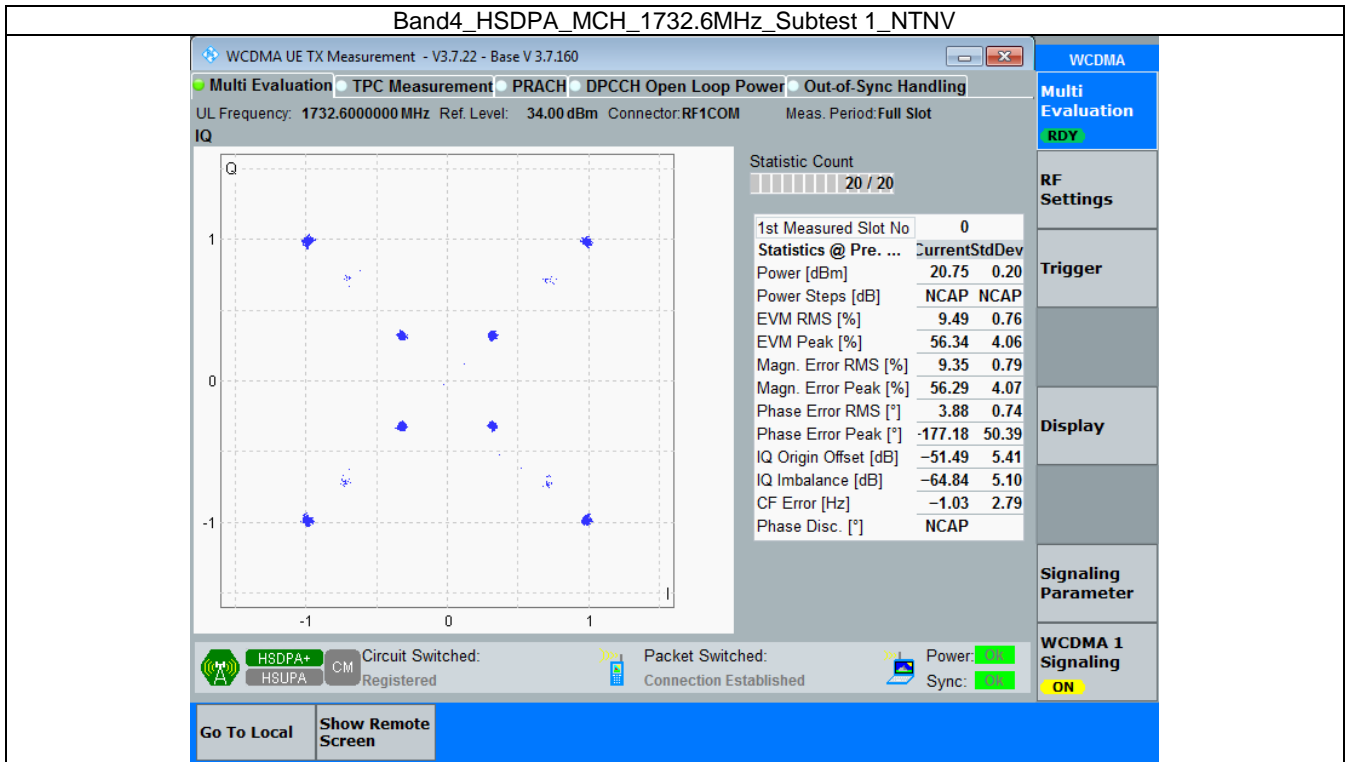 Band4_HSDPA_MCH_1732.6MHz_Subtest 1_NTNV
WCDMA UE TX Measurement - V3.7.22 - Base V 3.7.160
WCDMA
Multi Evaluation TPC Measurement PRACH DPCCH Open Loop Power Out-of-Sync Handling
Multi
Evaluation
RDY
UL Frequency: 1732.6000000 MHz Ref. Level: 34.00 dBm Connector: RF1COM Meas. Period: Full Slot
IQ
Q
1
0
-1
I
-1 0 1
Statistic Count
20 / 20
1st Measured Slot No 0
Statistics @ Pre. ... Current StdDev
Power [dBm] 20.75 0.20
Power Steps [dB] NCAP NCAP
EVM RMS [%] 9.49 0.76
EVM Peak [%] 56.34 4.06
Magn. Error RMS [%] 9.35 0.79
Magn. Error Peak [%] 56.29 4.07
Phase Error RMS [°] 3.88 0.74
Phase Error Peak [°] -177.18 50.39
IQ Origin Offset [dB] −51.49 5.41
IQ Imbalance [dB] −64.84 5.10
CF Error [Hz] −1.03 2.79
Phase Disc. [°] NCAP
RF
Settings
Trigger
Display
Signaling
Parameter
WCDMA 1
Signaling
ON
HSDPA+
HSUPA
CM
Circuit Switched:
Registered
Packet Switched:
Connection Established
Power: Ok
Sync: Ok
Go To Local
Show Remote
Screen